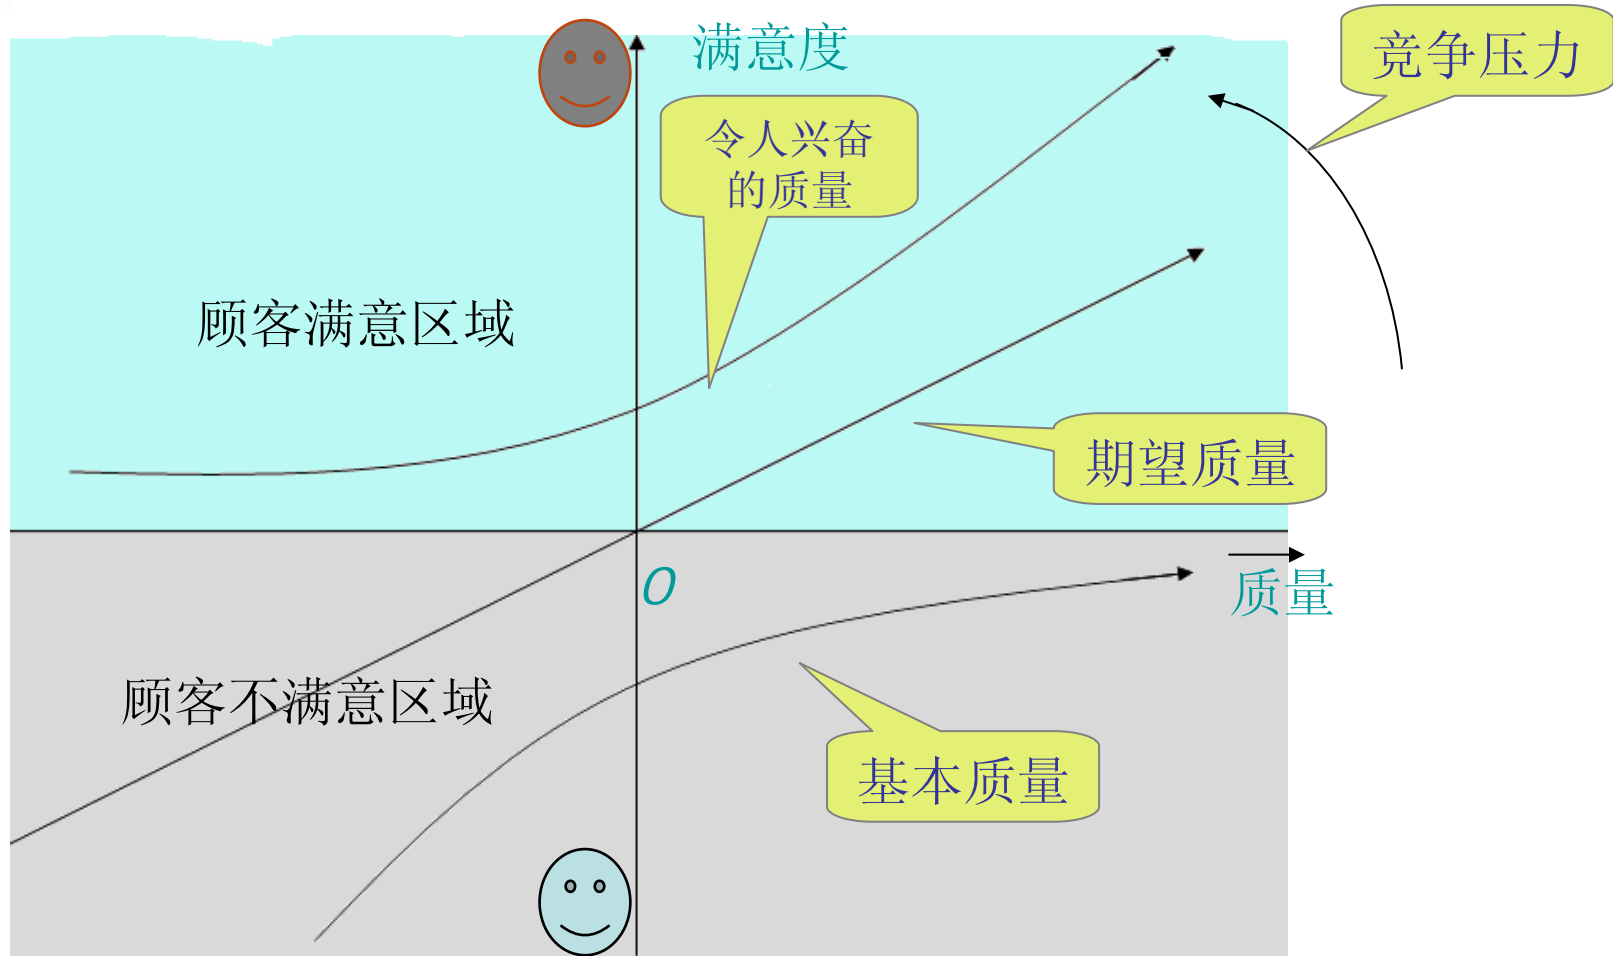 满意度
竞争压力
令人兴奋
的质量
顾客满意区域
期望质量
O
质量
顾客不满意区域
基本质量